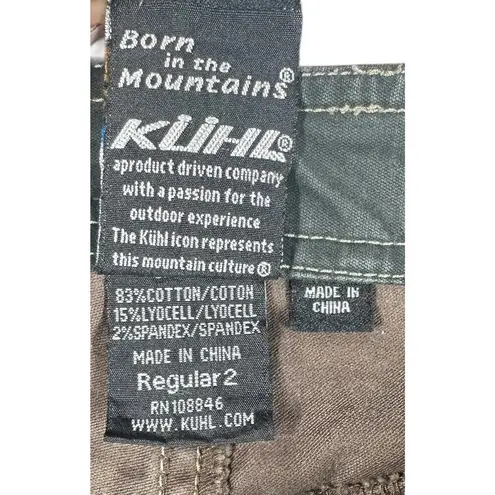 Born
in the
Mountains®
KÜHL®
aproduct driven company
with a passion for the
outdoor experience
The Kühl icon represents
this mountain culture®
83%COTTON/COTON
15%LYOCELL/LYOCELL
2%SPANDEX/SPANDEX
MADE IN CHINA
Regular 2
RN108846
WWW.KUHL.COM
MADE IN
CHINA